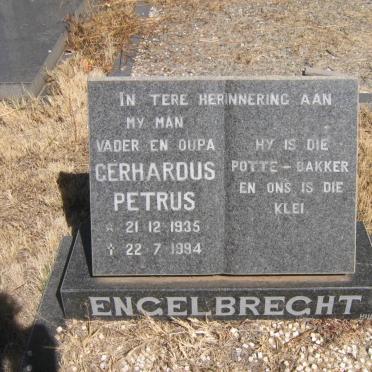 IN TERE HERINNERING AAN
MY MAN
VADER EN OUPA
GERHARDUS
PETRUS
* 21·12·1935
† 22·7·1994
HY IS DIE
POTTE-BAKKER
EN ONS IS DIE
KLEI
ENGELBRECHT